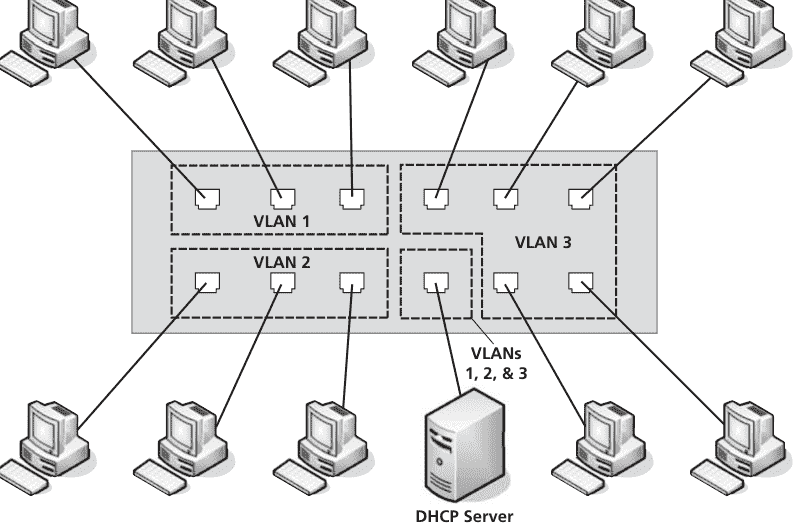 VLAN 1
VLAN 3
VLAN 2
VLANs
1, 2, & 3
DHCP Server